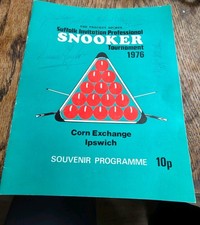 Suffolk Invitation Professional
SNOOKER
Tournament
1976
Corn Exchange
Ipswich
SOUVENIR PROGRAMME 10p